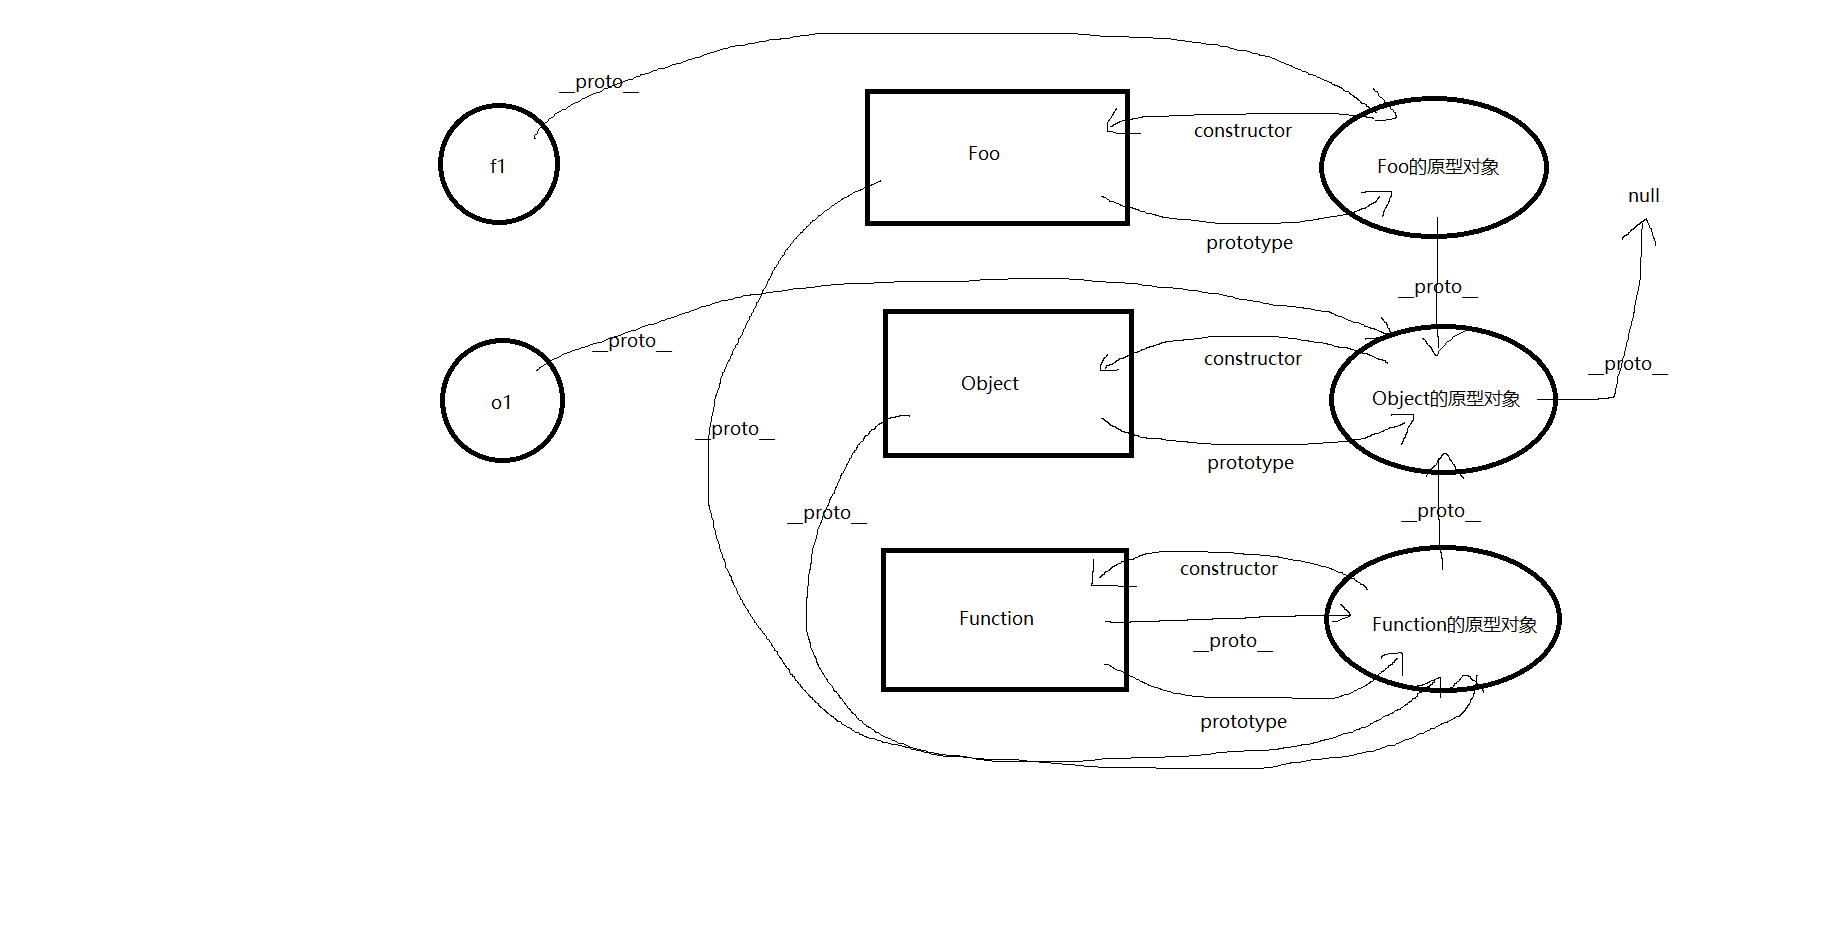 __proto__
f1
Foo
constructor
Foo的原型对象
null
prototype
__proto__
__proto__
o1
Object
constructor
Object的原型对象
__proto__
__proto__
prototype
__proto__
__proto__
Function
constructor
__proto__
Function的原型对象
prototype